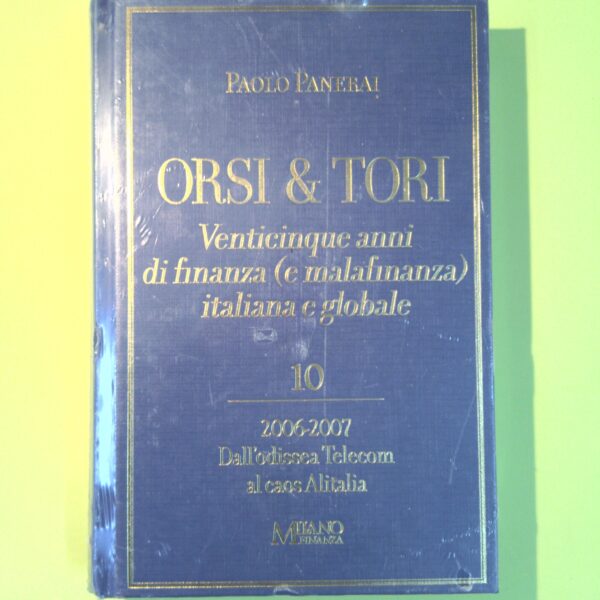 PAOLO PANERAI
ORSI & TORI
Venticinque anni
di finanza (e malafinanza)
italiana e globale
10
2006-2007
Dall'odissea Telecom
al caos Alitalia
MILANO
FINANZA